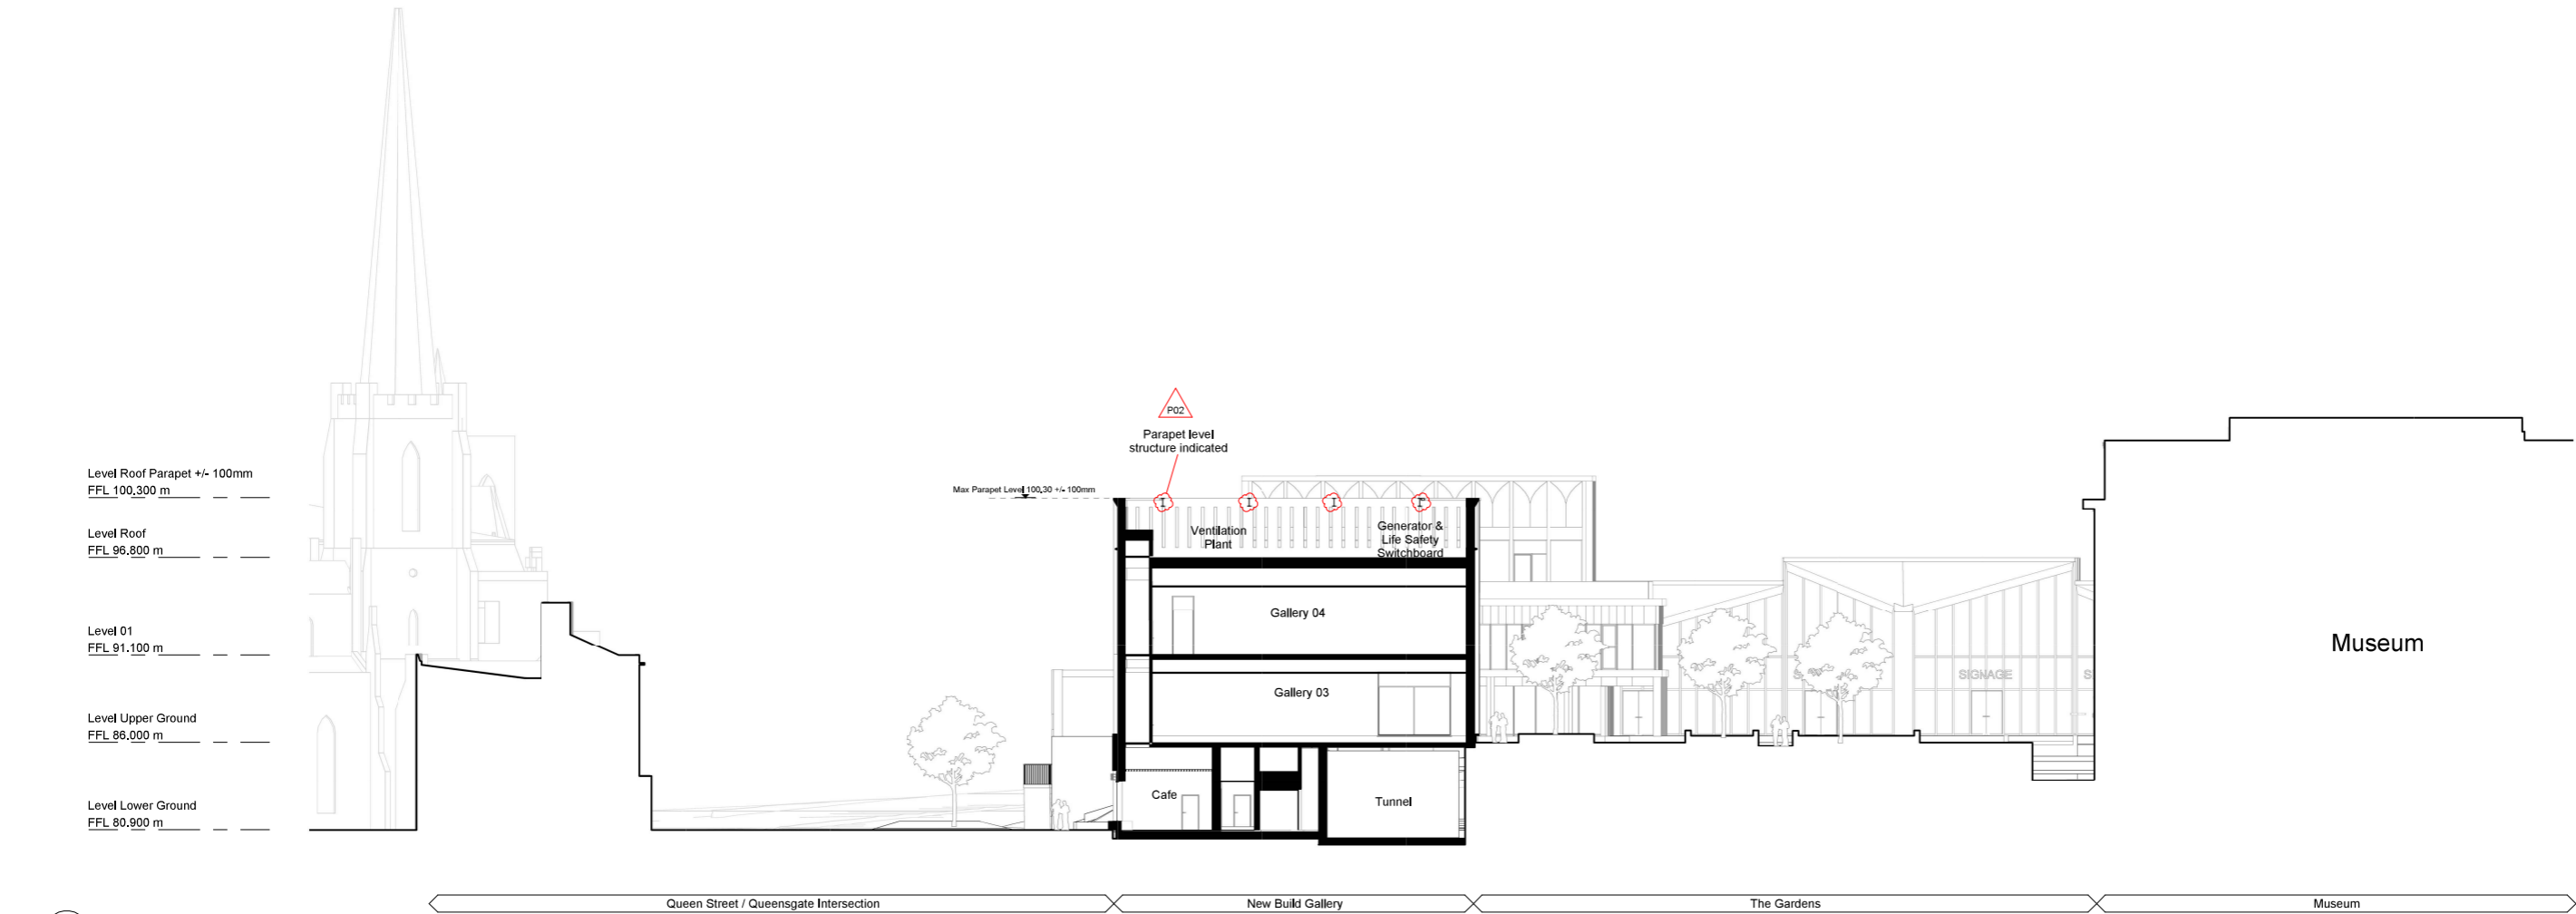 P02
Parapet level
structure indicated
Level Roof Parapet +/- 100mm
FFL 100.300 m
Max Parapet Level 100.30 +/- 100mm
Level Roof
FFL 96.800 m
Ventilation
Plant
Generator &
Life Safety
Switchboard
Level 01
FFL 91.100 m
Gallery 04
Museum
Level Upper Ground
FFL 86.000 m
Gallery 03
S
SIGNAGE
S
Level Lower Ground
FFL 80.900 m
Cafe
Tunnel
Queen Street / Queensgate Intersection
New Build Gallery
The Gardens
Museum